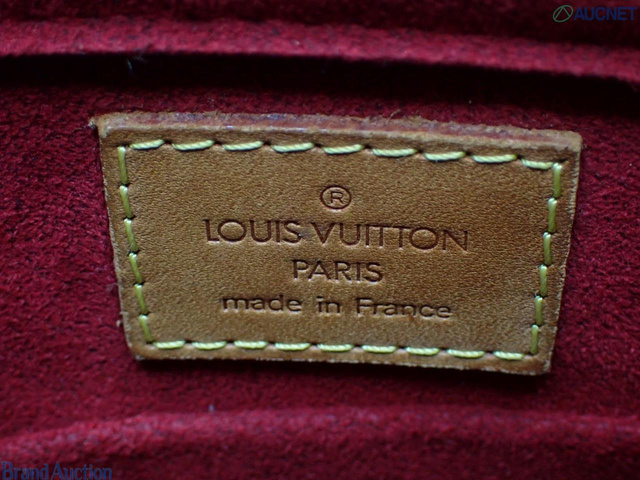 AUCNET
®
LOUIS VUITTON
PARIS
made in France
Brand Auction